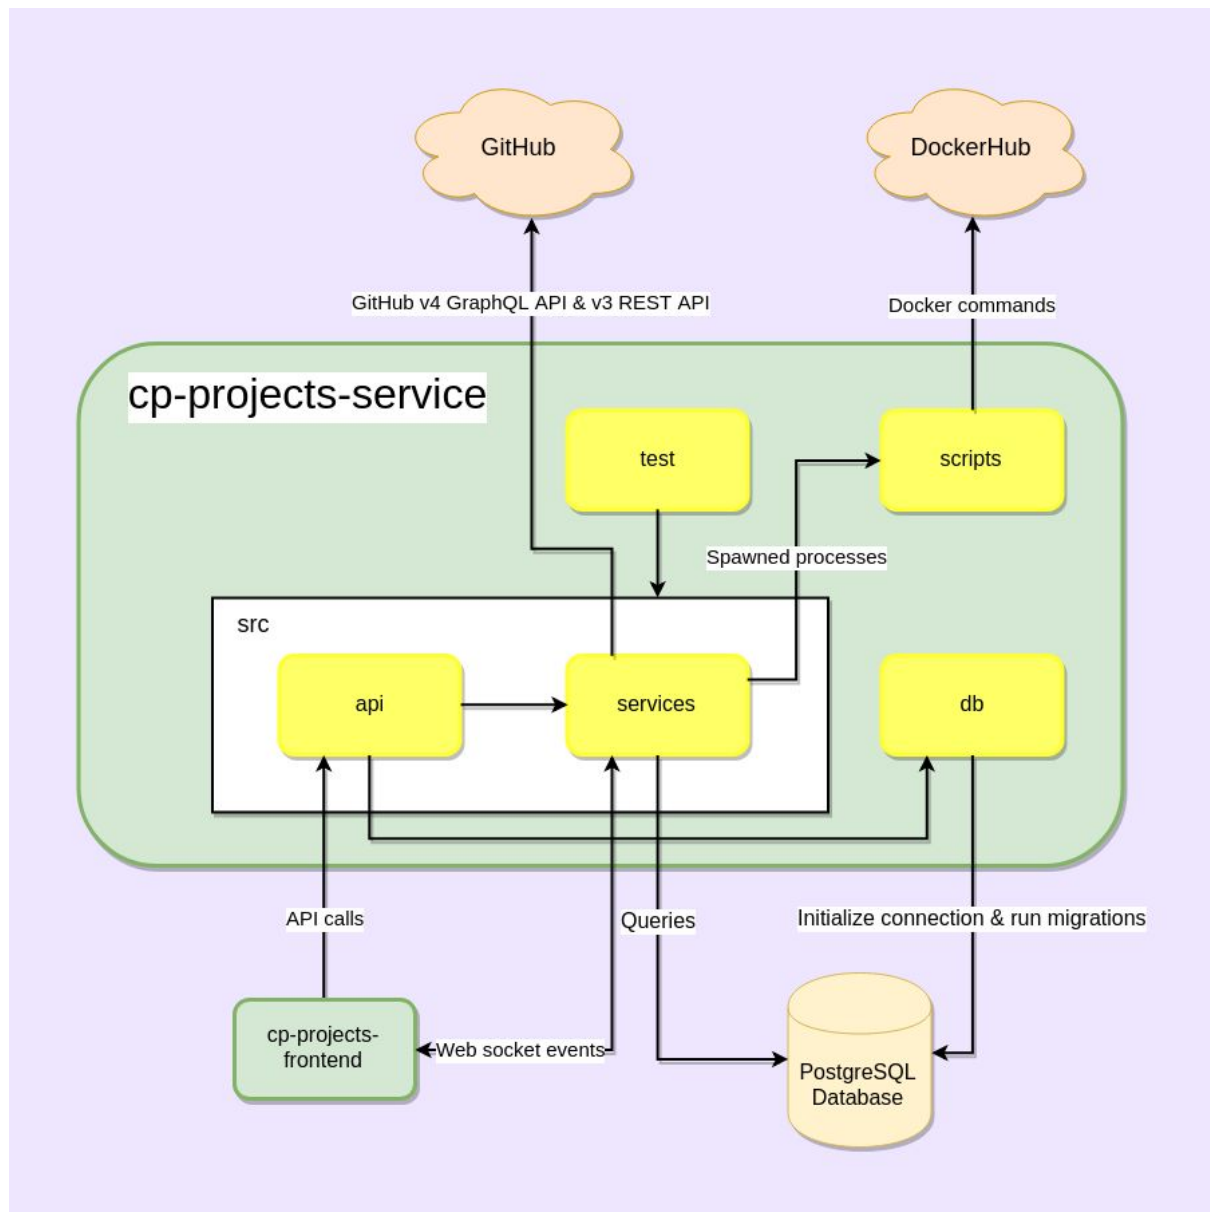 GitHub
DockerHub
GitHub v4 GraphQL API & v3 REST API
Docker commands
cp-projects-service
test
scripts
Spawned processes
src
api
services
db
API calls
Queries
Initialize connection & run migrations
cp-projects-
frontend
Web socket events
PostgreSQL
Database